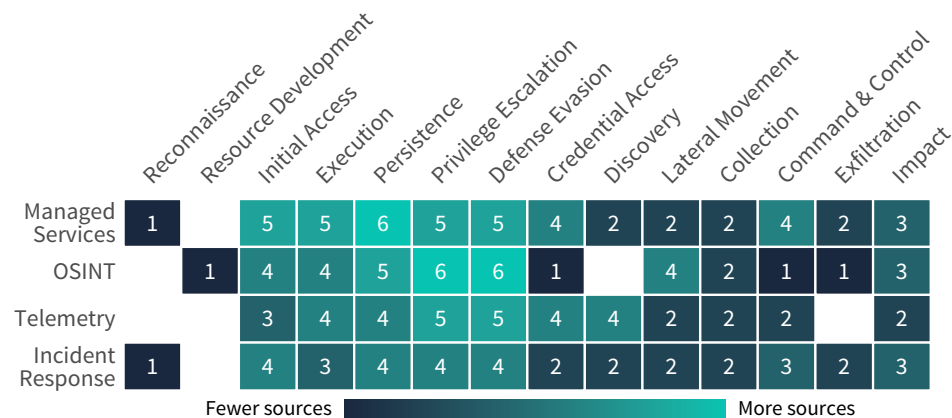 Reconnaissance
Resource Development
Initial Access
Execution
Persistence
Privilege Escalation
Defense Evasion
Credential Access
Discovery
Lateral Movement
Collection
Command & Control
Exfiltration
Impact
Managed
Services
1 5 5 6 5 5 4 2 2 2 4 2 3
OSINT
1 4 4 5 6 6 1 4 2 1 1 3
Telemetry
3 4 4 5 5 4 4 2 2 2 2
Incident
Response
1 4 3 4 4 4 2 2 2 2 3 2 3
Fewer sources
More sources